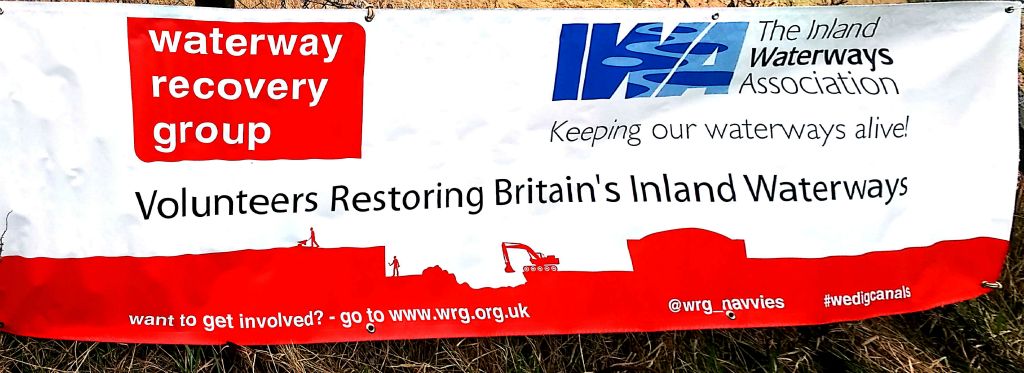 waterway
recovery
group
IWA
The Inland
Waterways
Association
Keeping our waterways alive!
Volunteers Restoring Britain's Inland Waterways
want to get involved? - go to www.wrg.org.uk
@wrg_navvies
#wedigcanals